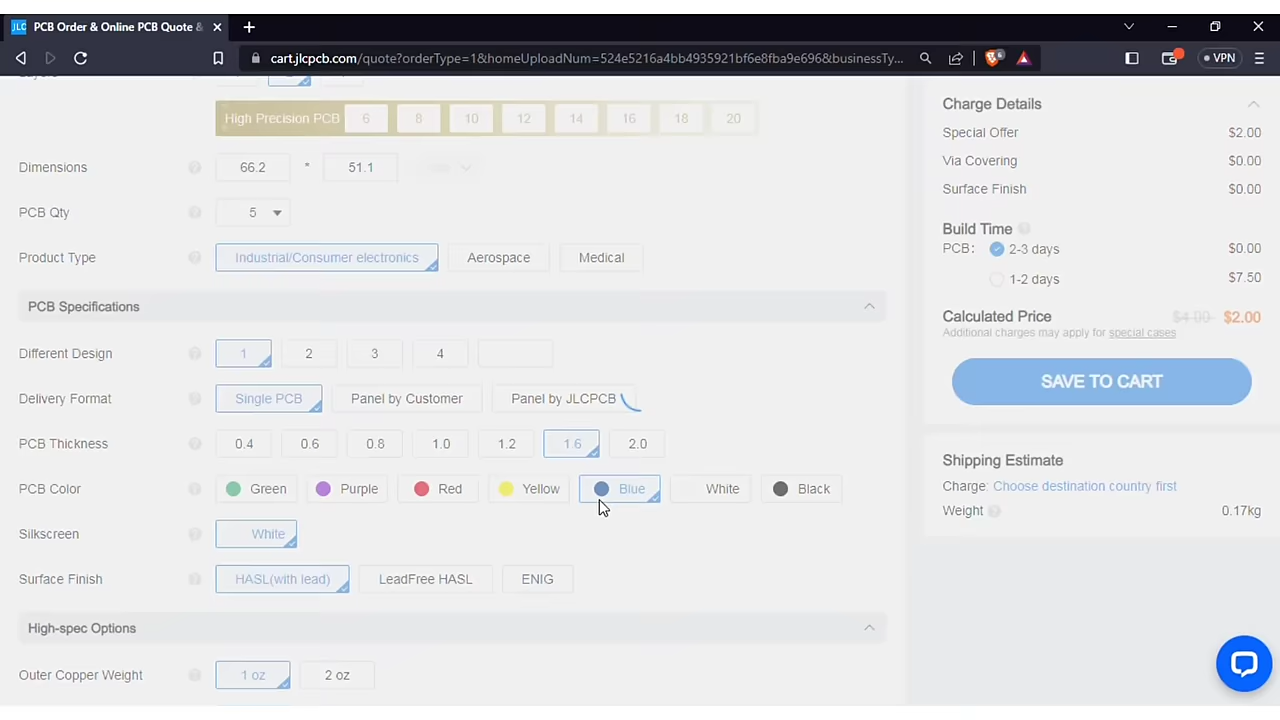 JLC PCB Order & Online PCB Quote &
cart.jlcpcb.com/quote?orderType=1&homeUploadNum=524e5216a4bb4935921bf6e8fba9e696&businessTy...
VPN
Layers
High Precision PCB 6 8 10 12 14 16 18 20
Dimensions 66.2 * 51.1
PCB Qty 5
Product Type Industrial/Consumer electronics Aerospace Medical
PCB Specifications
Different Design 1 2 3 4
Delivery Format Single PCB Panel by Customer Panel by JLCPCB
PCB Thickness 0.4 0.6 0.8 1.0 1.2 1.6 2.0
PCB Color Green Purple Red Yellow Blue White Black
Silkscreen White
Surface Finish HASL(with lead) LeadFree HASL ENIG
High-spec Options
Outer Copper Weight 1 oz 2 oz
Charge Details
Special Offer $2.00
Via Covering $0.00
Surface Finish $0.00
Build Time
PCB: 2-3 days $0.00
1-2 days $7.50
Calculated Price $4.00 $2.00
Additional charges may apply for special cases
SAVE TO CART
Shipping Estimate
Charge: Choose destination country first
Weight 0.17kg